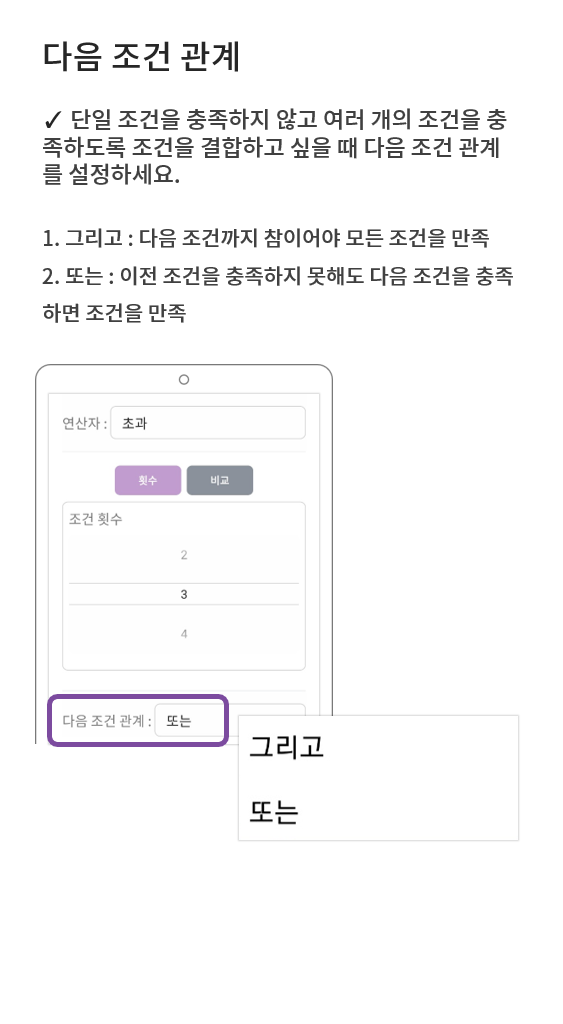 다음 조건 관계
✓ 단일 조건을 충족하지 않고 여러 개의 조건을 충
족하도록 조건을 결합하고 싶을 때 다음 조건 관계
를 설정하세요.
1. 그리고 : 다음 조건까지 참이어야 모든 조건을 만족
2. 또는 : 이전 조건을 충족하지 못해도 다음 조건을 충족
하면 조건을 만족
연산자 : 초과
횟수 비교
조건 횟수
2
3
4
다음 조건 관계 : 또는
그리고
또는